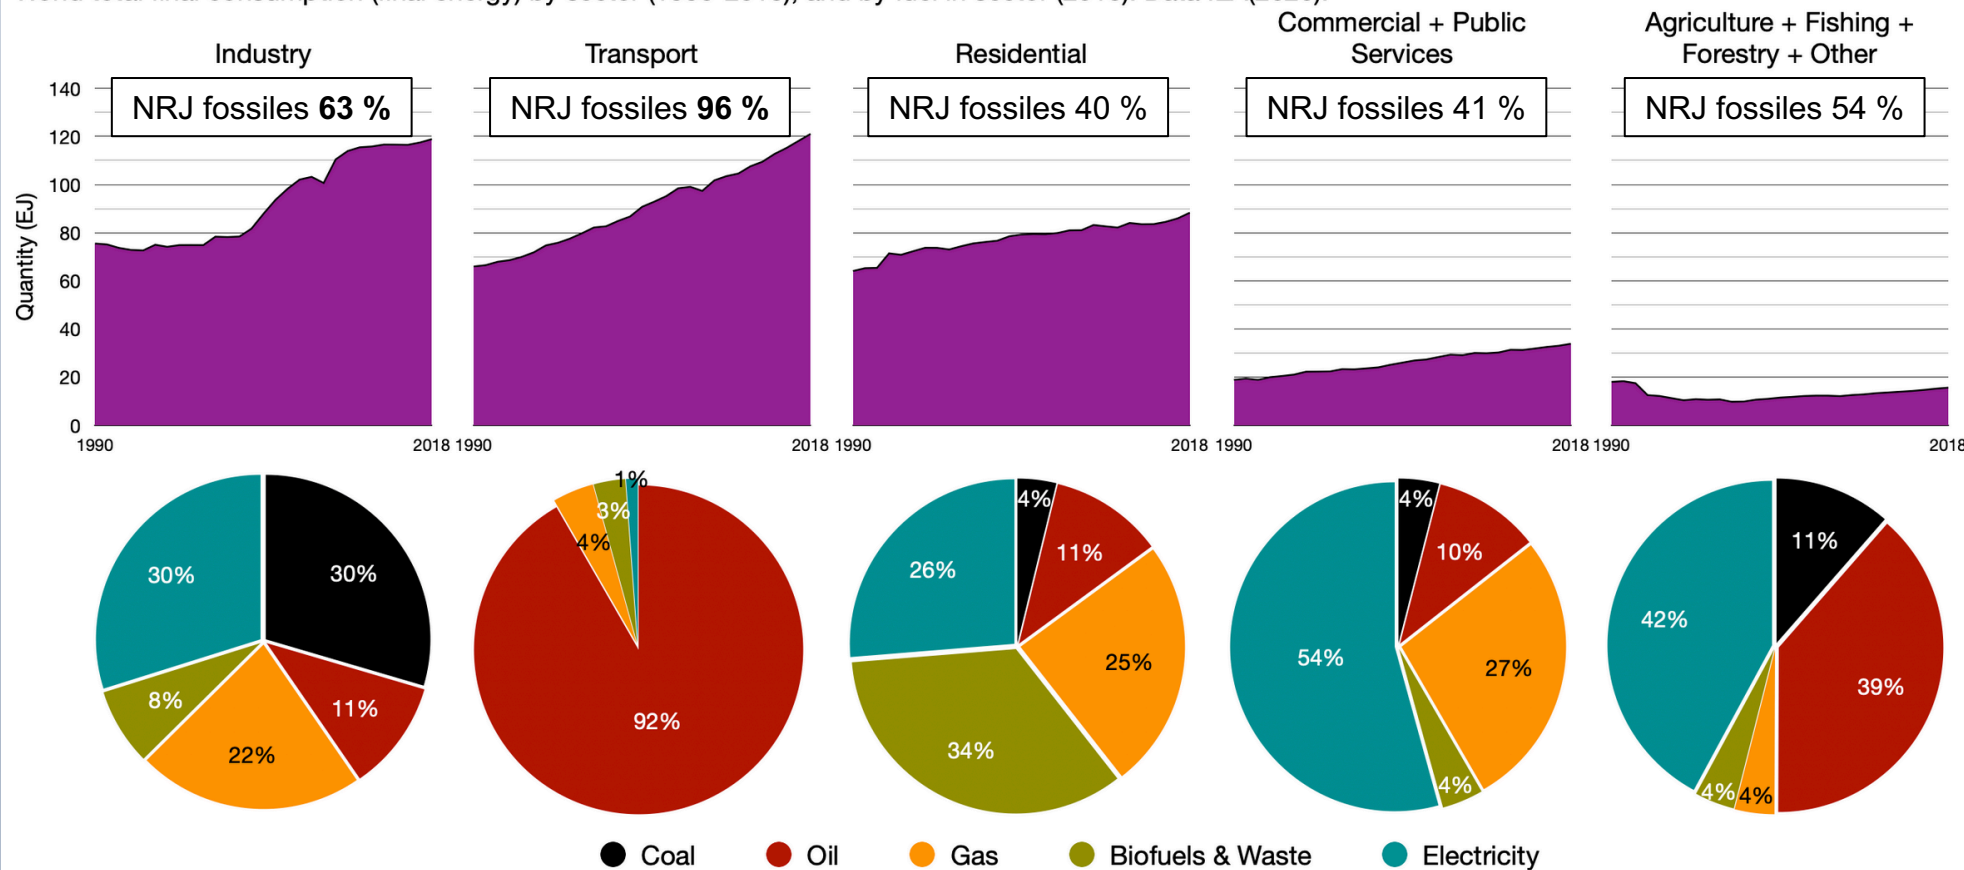 Industry
Transport
Residential
Commercial + Public
Services
Agriculture + Fishing +
Forestry + Other
NRJ fossiles 63 %
NRJ fossiles 96 %
NRJ fossiles 40 %
NRJ fossiles 41 %
NRJ fossiles 54 %
Quantity (EJ)
140
120
100
80
60
40
20
0
1990
2018
1990
2018
1990
2018
1990
2018
1990
2018
30%
30%
11%
22%
8%
1%
3%
4%
92%
4%
11%
25%
34%
26%
4%
10%
27%
4%
54%
11%
39%
4%
4%
42%
Coal
Oil
Gas
Biofuels & Waste
Electricity